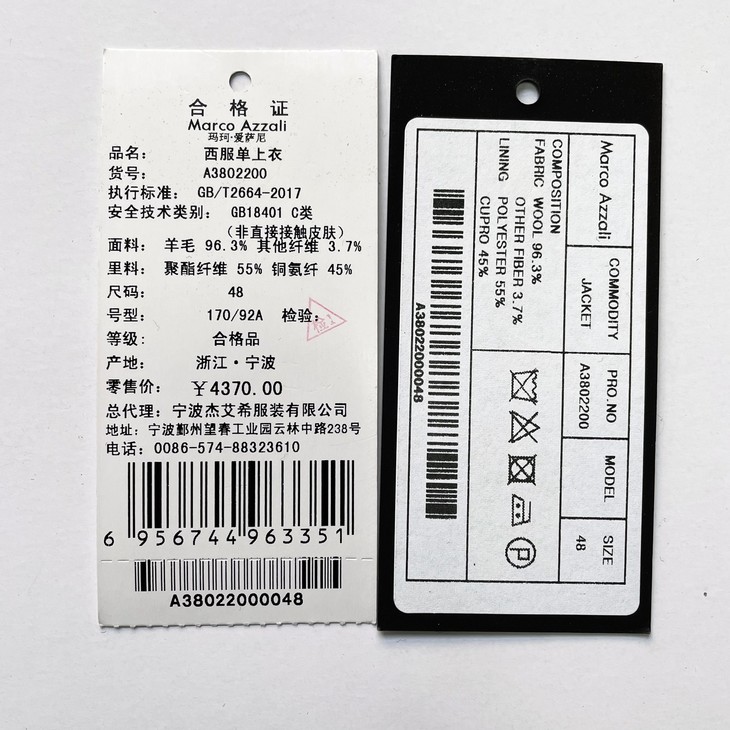 合格证
Marco Azzali
玛珂·爱萨尼
品名: 西服单上衣
货号: A3802200
执行标准: GB/T2664-2017
安全技术类别: GB18401 C类
（非直接接触皮肤）
面料: 羊毛 96.3% 其他纤维 3.7%
里料: 聚酯纤维 55% 铜氨纤 45%
尺码: 48
号型: 170/92A 检验:
等级: 合格品
产地: 浙江·宁波
零售价: ￥4370.00
总代理: 宁波杰艾希服装有限公司
地址: 宁波鄞州望春工业园云林中路238号
电话: 0086-574-88323610
6 956744 963351
A38022000048
Marco Azzali
COMMODITY
JACKET
PRO.NO
A3802200
MODEL
SIZE
48
COMPOSITION
FABRIC WOOL 96.3%
OTHER FIBER 3.7%
LINING POLYESTER 55%
CUPRO 45%
P
A38022000048